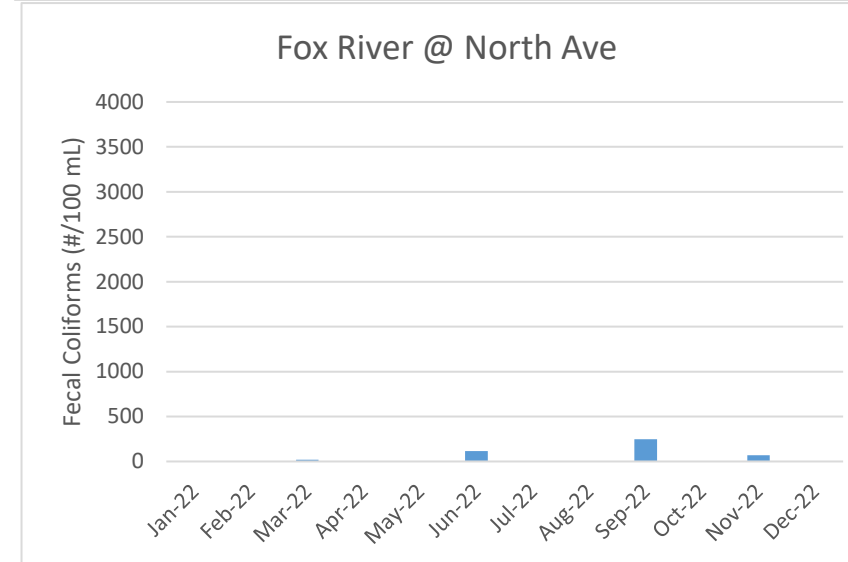 Fox River @ North Ave
Fecal Coliforms (#/100 mL)
4000
3500
3000
2500
2000
1500
1000
500
0
Jan-22
Feb-22
Mar-22
Apr-22
May-22
Jun-22
Jul-22
Aug-22
Sep-22
Oct-22
Nov-22
Dec-22